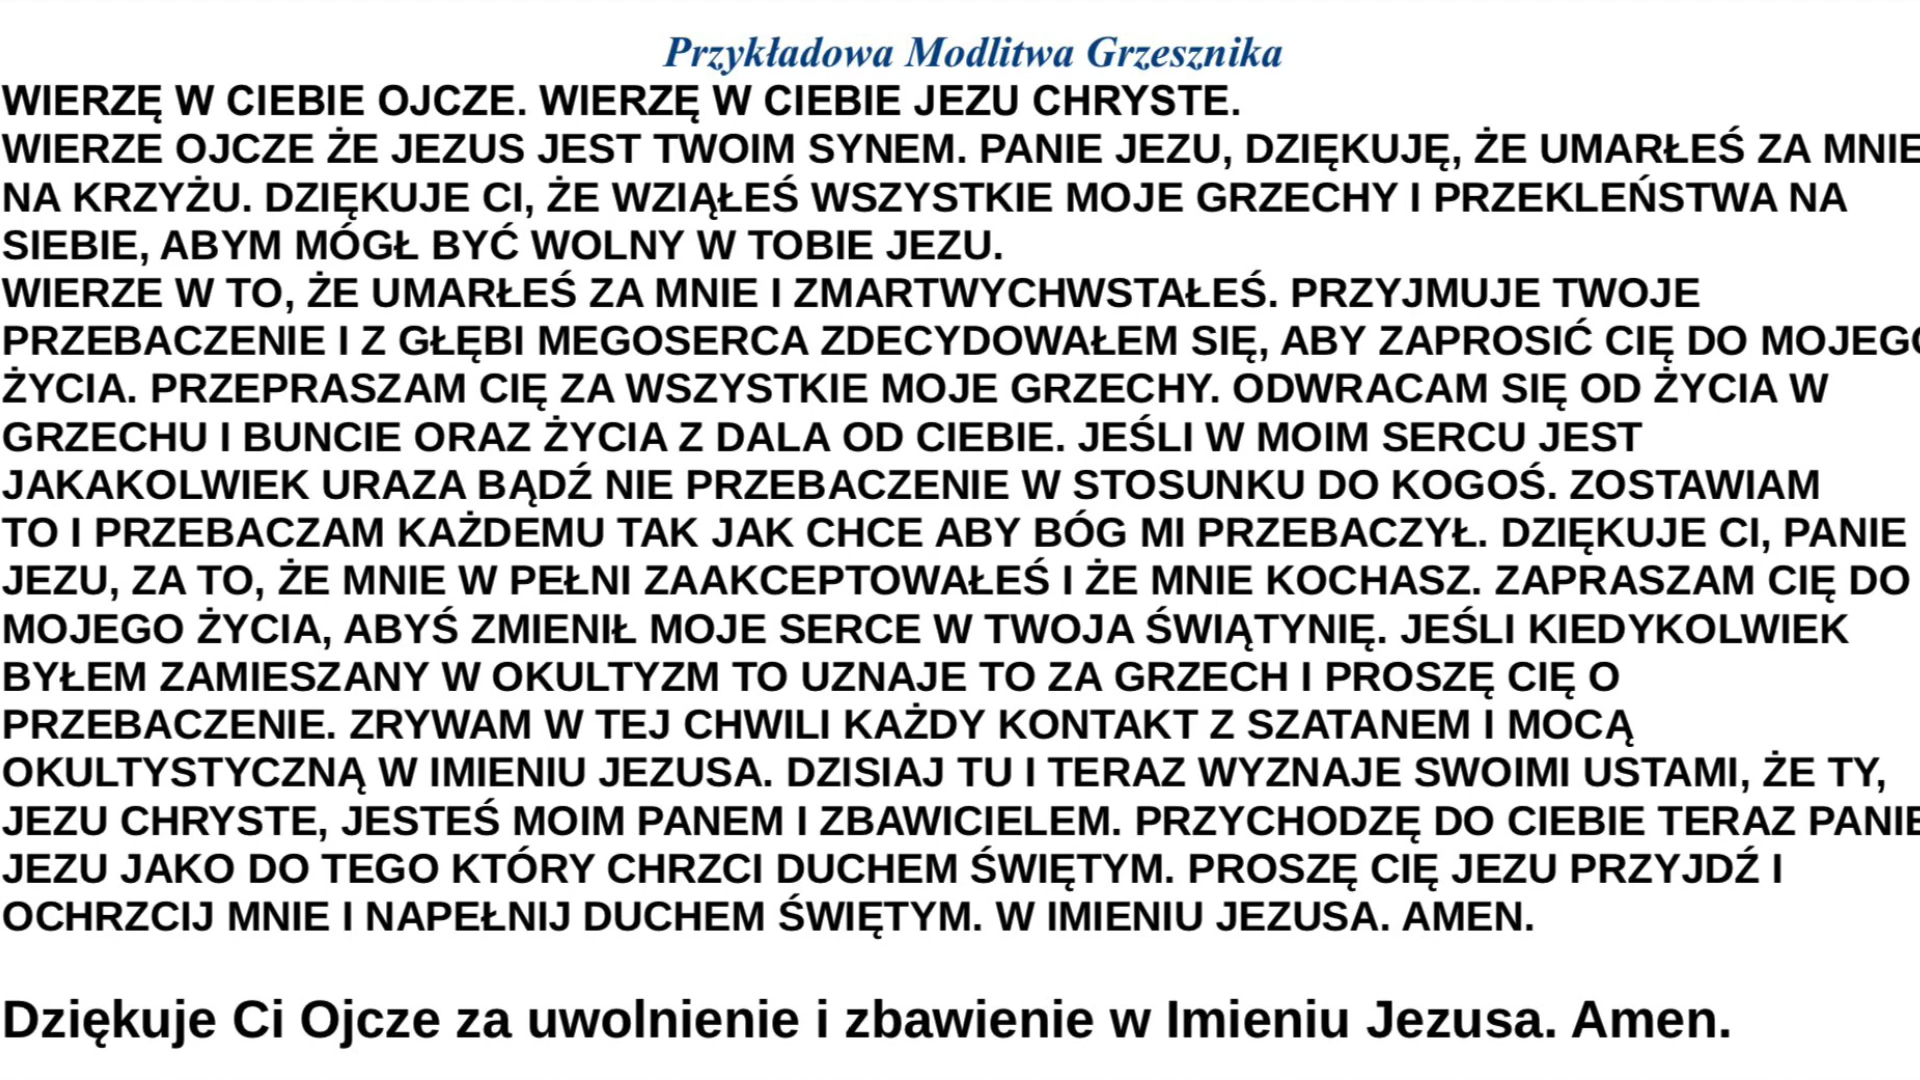 Przykładowa Modlitwa Grzesznika
WIERZĘ W CIEBIE OJCZE. WIERZĘ W CIEBIE JEZU CHRYSTE.
WIERZE OJCZE ŻE JEZUS JEST TWOIM SYNEM. PANIE JEZU, DZIĘKUJĘ, ŻE UMARŁEŚ ZA MNIE
NA KRZYŻU. DZIĘKUJE CI, ŻE WZIĄŁEŚ WSZYSTKIE MOJE GRZECHY I PRZEKLEŃSTWA NA
SIEBIE, ABYM MÓGŁ BYĆ WOLNY W TOBIE JEZU.
WIERZE W TO, ŻE UMARŁEŚ ZA MNIE I ZMARTWYCHWSTAŁEŚ. PRZYJMUJE TWOJE
PRZEBACZENIE I Z GŁĘBI MEGOSERCA ZDECYDOWAŁEM SIĘ, ABY ZAPROSIĆ CIĘ DO MOJEGO
ŻYCIA. PRZEPRASZAM CIĘ ZA WSZYSTKIE MOJE GRZECHY. ODWRACAM SIĘ OD ŻYCIA W
GRZECHU I BUNCIE ORAZ ŻYCIA Z DALA OD CIEBIE. JEŚLI W MOIM SERCU JEST
JAKAKOLWIEK URAZA BĄDŹ NIE PRZEBACZENIE W STOSUNKU DO KOGOŚ. ZOSTAWIAM
TO I PRZEBACZAM KAŻDEMU TAK JAK CHCE ABY BÓG MI PRZEBACZYŁ. DZIĘKUJE CI, PANIE
JEZU, ZA TO, ŻE MNIE W PEŁNI ZAAKCEPTOWAŁEŚ I ŻE MNIE KOCHASZ. ZAPRASZAM CIĘ DO
MOJEGO ŻYCIA, ABYŚ ZMIENIŁ MOJE SERCE W TWOJA ŚWIĄTYNIĘ. JEŚLI KIEDYKOLWIEK
BYŁEM ZAMIESZANY W OKULTYZM TO UZNAJE TO ZA GRZECH I PROSZĘ CIĘ O
PRZEBACZENIE. ZRYWAM W TEJ CHWILI KAŻDY KONTAKT Z SZATANEM I MOCĄ
OKULTYSTYCZNĄ W IMIENIU JEZUSA. DZISIAJ TU I TERAZ WYZNAJE SWOIMI USTAMI, ŻE TY,
JEZU CHRYSTE, JESTEŚ MOIM PANEM I ZBAWICIELEM. PRZYCHODZĘ DO CIEBIE TERAZ PANIE
JEZU JAKO DO TEGO KTÓRY CHRZCI DUCHEM ŚWIĘTYM. PROSZĘ CIĘ JEZU PRZYJDŹ I
OCHRZCIJ MNIE I NAPEŁNIJ DUCHEM ŚWIĘTYM. W IMIENIU JEZUSA. AMEN.
Dziękuje Ci Ojcze za uwolnienie i zbawienie w Imieniu Jezusa. Amen.